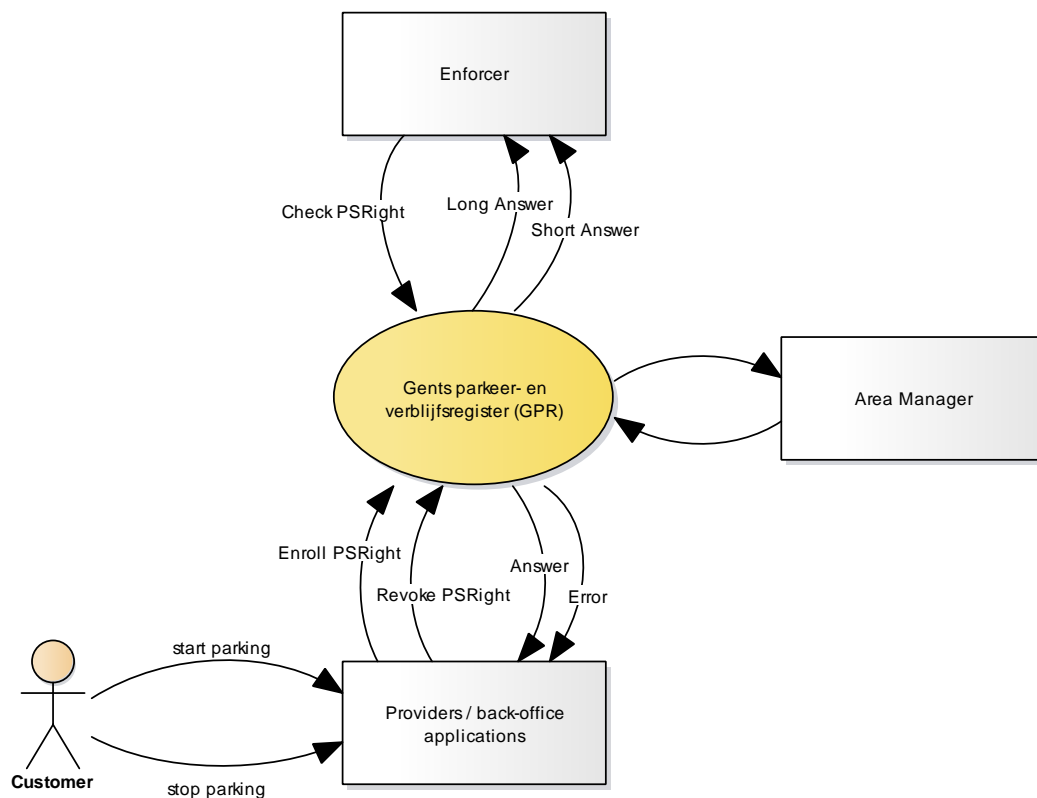 Enforcer
Check PSRight
Long Answer
Short Answer
Gents parkeer- en
verblijfsregister (GPR)
Area Manager
Enroll PSRight
Revoke PSRight
Answer
Error
start parking
Providers / back-office
applications
Customer
stop parking